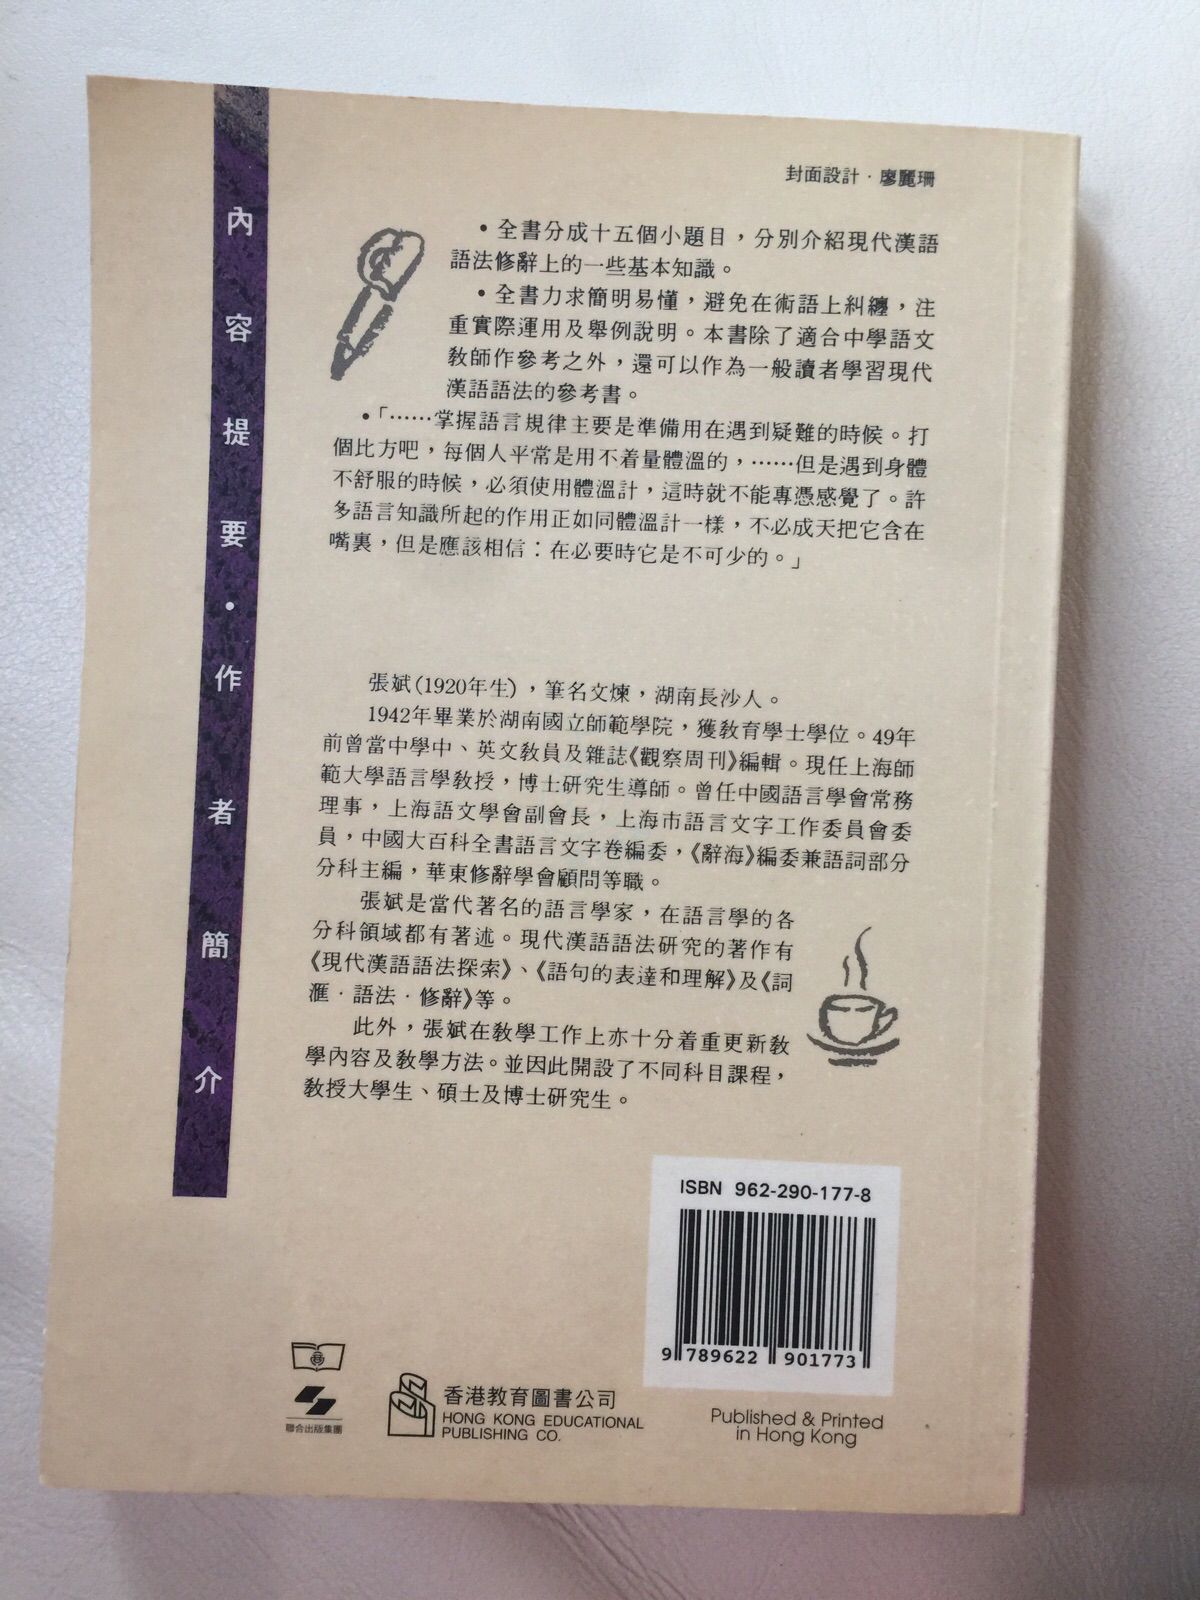 封面設計·廖麗珊
內容提要·作者簡介
•全書分成十五個小題目，分別介紹現代漢語
語法修辭上的一些基本知識。
•全書力求簡明易懂，避免在術語上糾纏，注
重實際運用及舉例說明。本書除了適合中學語文
教師作參考之外，還可以作為一般讀者學習現代
漢語語法的參考書。
•「……掌握語言規律主要是準備用在遇到疑難的時候。打
個比方吧，每個人平常是用不着量體溫的，……但是遇到身體
不舒服的時候，必須使用體溫計，這時就不能專憑感覺了。許
多語言知識所起的作用正如同體溫計一樣，不必成天把它含在
嘴裏，但是應該相信：在必要時它是不可少的。」
張斌(1920年生)，筆名文煉，湖南長沙人。
1942年畢業於湖南國立師範學院，獲教育學士學位。49年
前曾當中學中、英文教員及雜誌《觀察周刊》編輯。現任上海師
範大學語言學教授，博士研究生導師。曾任中國語言學會常務
理事，上海語文學會副會長，上海市語言文字工作委員會委
員，中國大百科全書語言文字卷編委，《辭海》編委兼語詞部分
分科主編，華東修辭學會顧問等職。
張斌是當代著名的語言學家，在語言學的各
分科領域都有著述。現代漢語語法研究的著作有
《現代漢語語法探索》、《語句的表達和理解》及《詞
滙·語法·修辭》等。
此外，張斌在教學工作上亦十分着重更新教
學內容及教學方法。並因此開設了不同科目課程，
教授大學生、碩士及博士研究生。
ISBN 962-290-177-8
9 789622 901773
聯合出版集團
香港教育圖書公司
HONG KONG EDUCATIONAL
PUBLISHING CO.
Published & Printed
in Hong Kong